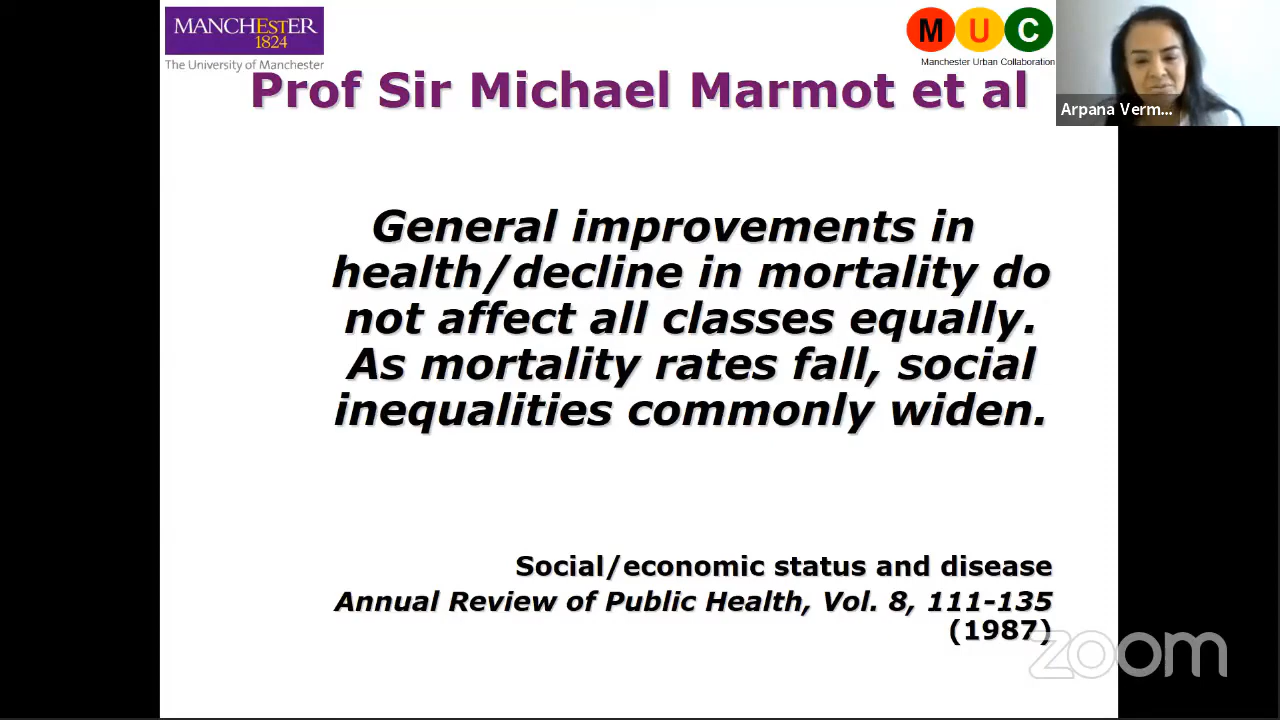 MANCHESTER
1824
The University of Manchester
M U C
Manchester Urban Collaboration
Arpana Verm...
Prof Sir Michael Marmot et al
General improvements in
health/decline in mortality do
not affect all classes equally.
As mortality rates fall, social
inequalities commonly widen.
Social/economic status and disease
Annual Review of Public Health, Vol. 8, 111-135
(1987)
zoom